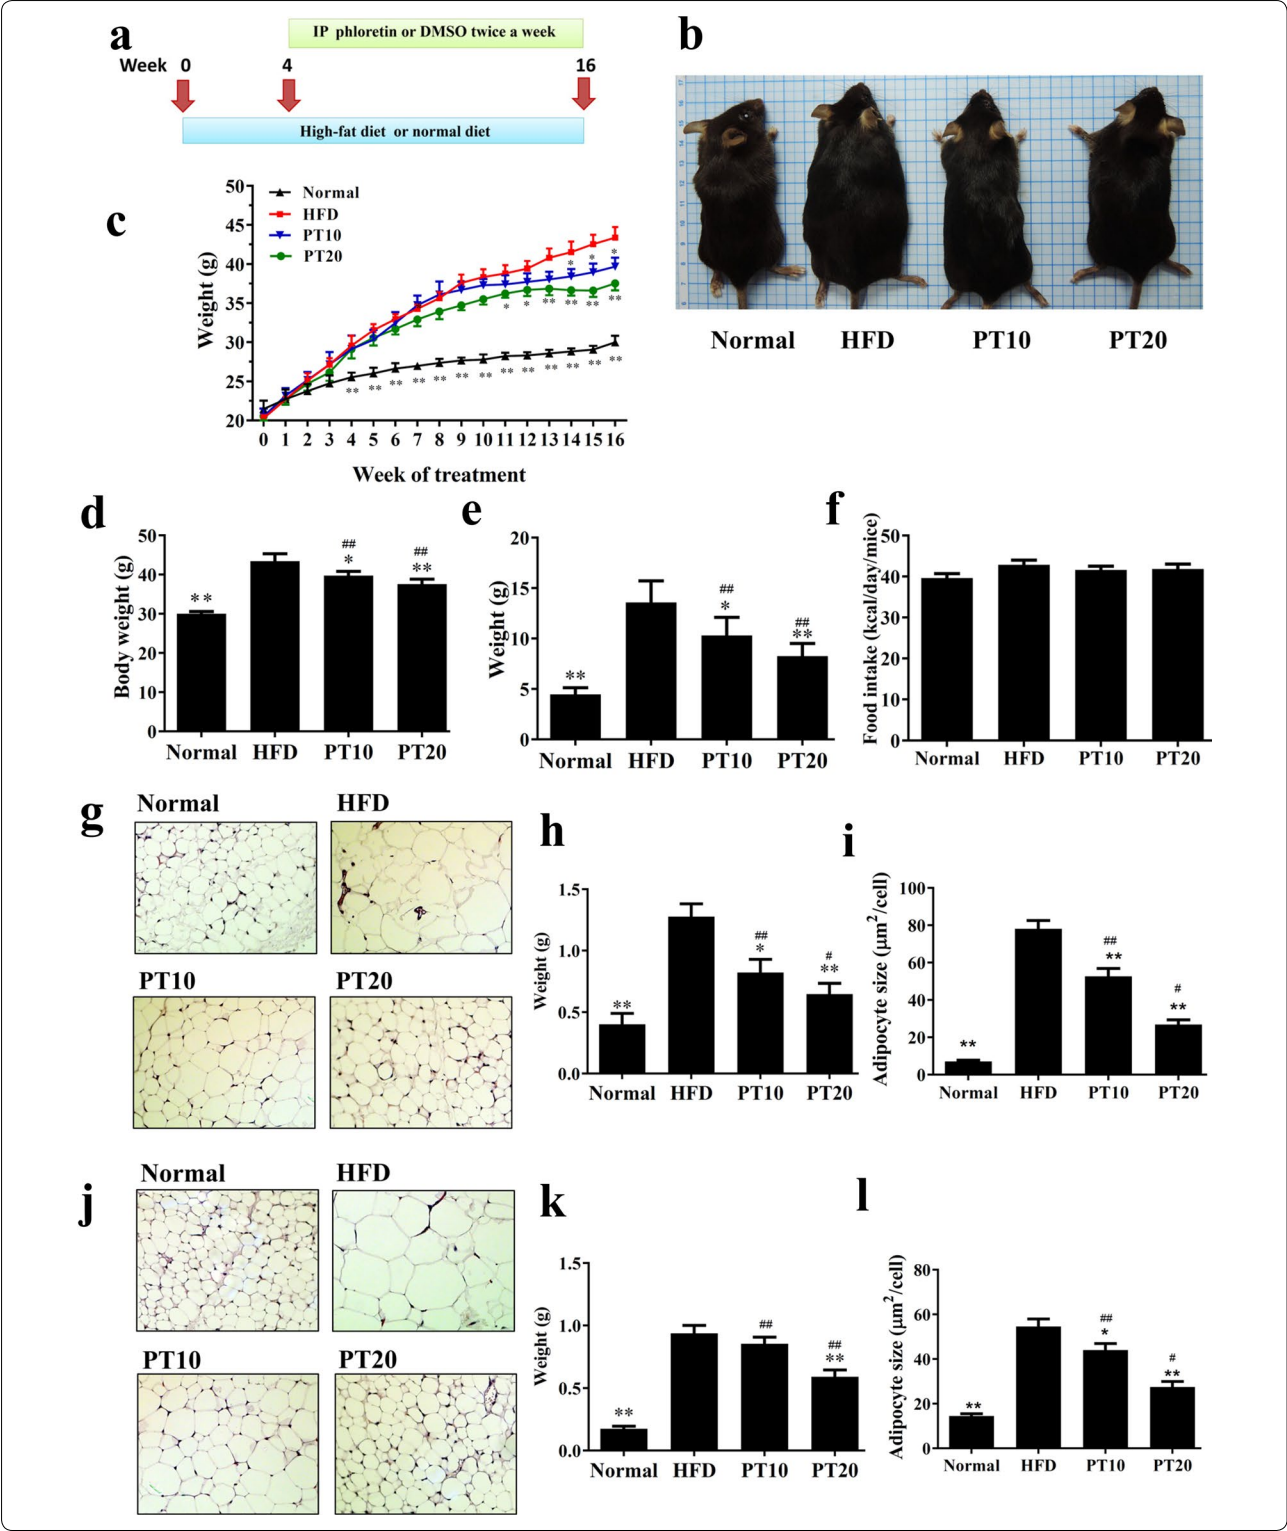 a
IP phloretin or DMSO twice a week
Week 0 4 16
High-fat diet or normal diet
b
Normal HFD PT10 PT20
c
Normal
HFD
PT10
PT20
Weight (g)
50
45
40
35
30
25
20
* * *
* * ** ** ** **
** ** ** ** ** ** ** ** ** ** ** ** **
0 1 2 3 4 5 6 7 8 9 10 11 12 13 14 15 16
Week of treatment
d
Body weight (g)
50
40
30
20
10
0
**
##
*
##
**
Normal HFD PT10 PT20
e
Weight (g)
20
15
10
5
0
**
##
*
##
**
Normal HFD PT10 PT20
f
Food intake (kcal/day/mice)
50
40
30
20
10
0
Normal HFD PT10 PT20
g
Normal HFD
PT10 PT20
h
Weight (g)
1.5
1.0
0.5
0.0
**
##
*
#
**
Normal HFD PT10 PT20
i
Adipocyte size (μm²/cell)
100
80
60
40
20
0
**
##
**
#
**
Normal HFD PT10 PT20
j
Normal HFD
PT10 PT20
k
Weight (g)
1.5
1.0
0.5
0.0
**
##
##
**
Normal HFD PT10 PT20
l
Adipocyte size (μm²/cell)
80
60
40
20
0
**
##
*
#
**
Normal HFD PT10 PT20